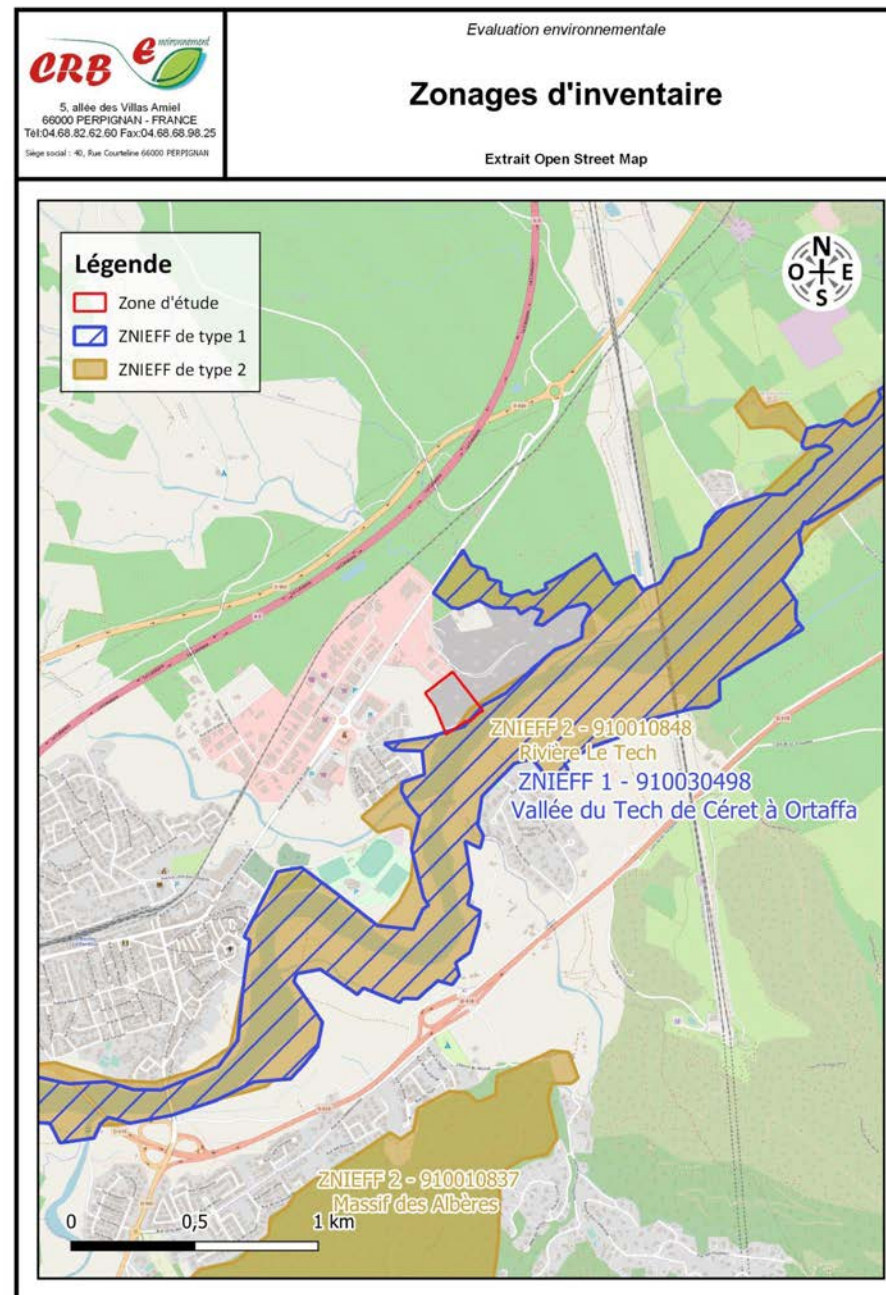 CRB Environnement
5, allée des Villas Amiel
66000 PERPIGNAN - FRANCE
Tél:04.68.82.62.60 Fax:04.68.68.98.25
Siège social : 40, Rue Courteline 66000 PERPIGNAN
Evaluation environnementale
Zonages d'inventaire
Extrait Open Street Map
Légende
Zone d'étude
ZNIEFF de type 1
ZNIEFF de type 2
N
O E
S
ZNIEFF 2 - 910010848
Rivière Le Tech
ZNIEFF 1 - 910030498
Vallée du Tech de Céret à Ortaffa
ZNIEFF 2 - 910010837
Massif des Albères
0 0,5 1 km